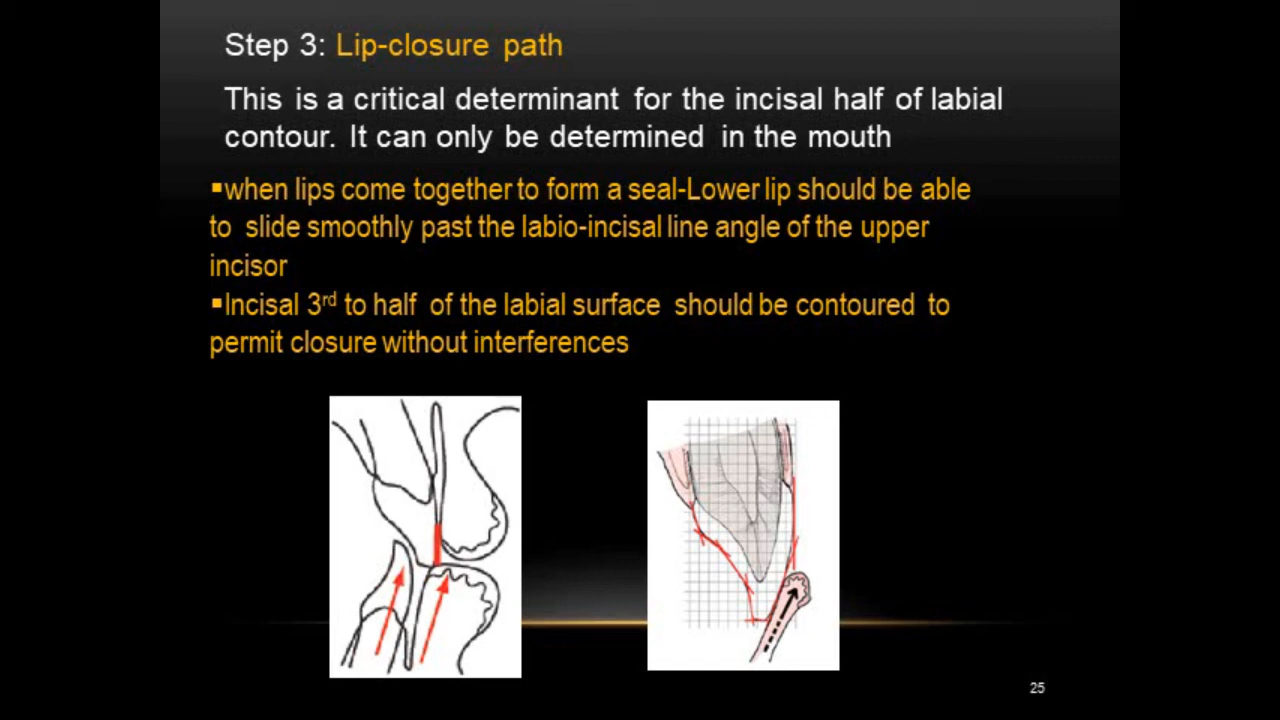 Step 3: Lip-closure path
This is a critical determinant for the incisal half of labial
contour. It can only be determined in the mouth
▪when lips come together to form a seal-Lower lip should be able
to slide smoothly past the labio-incisal line angle of the upper
incisor
▪Incisal 3rd to half of the labial surface should be contoured to
permit closure without interferences
25